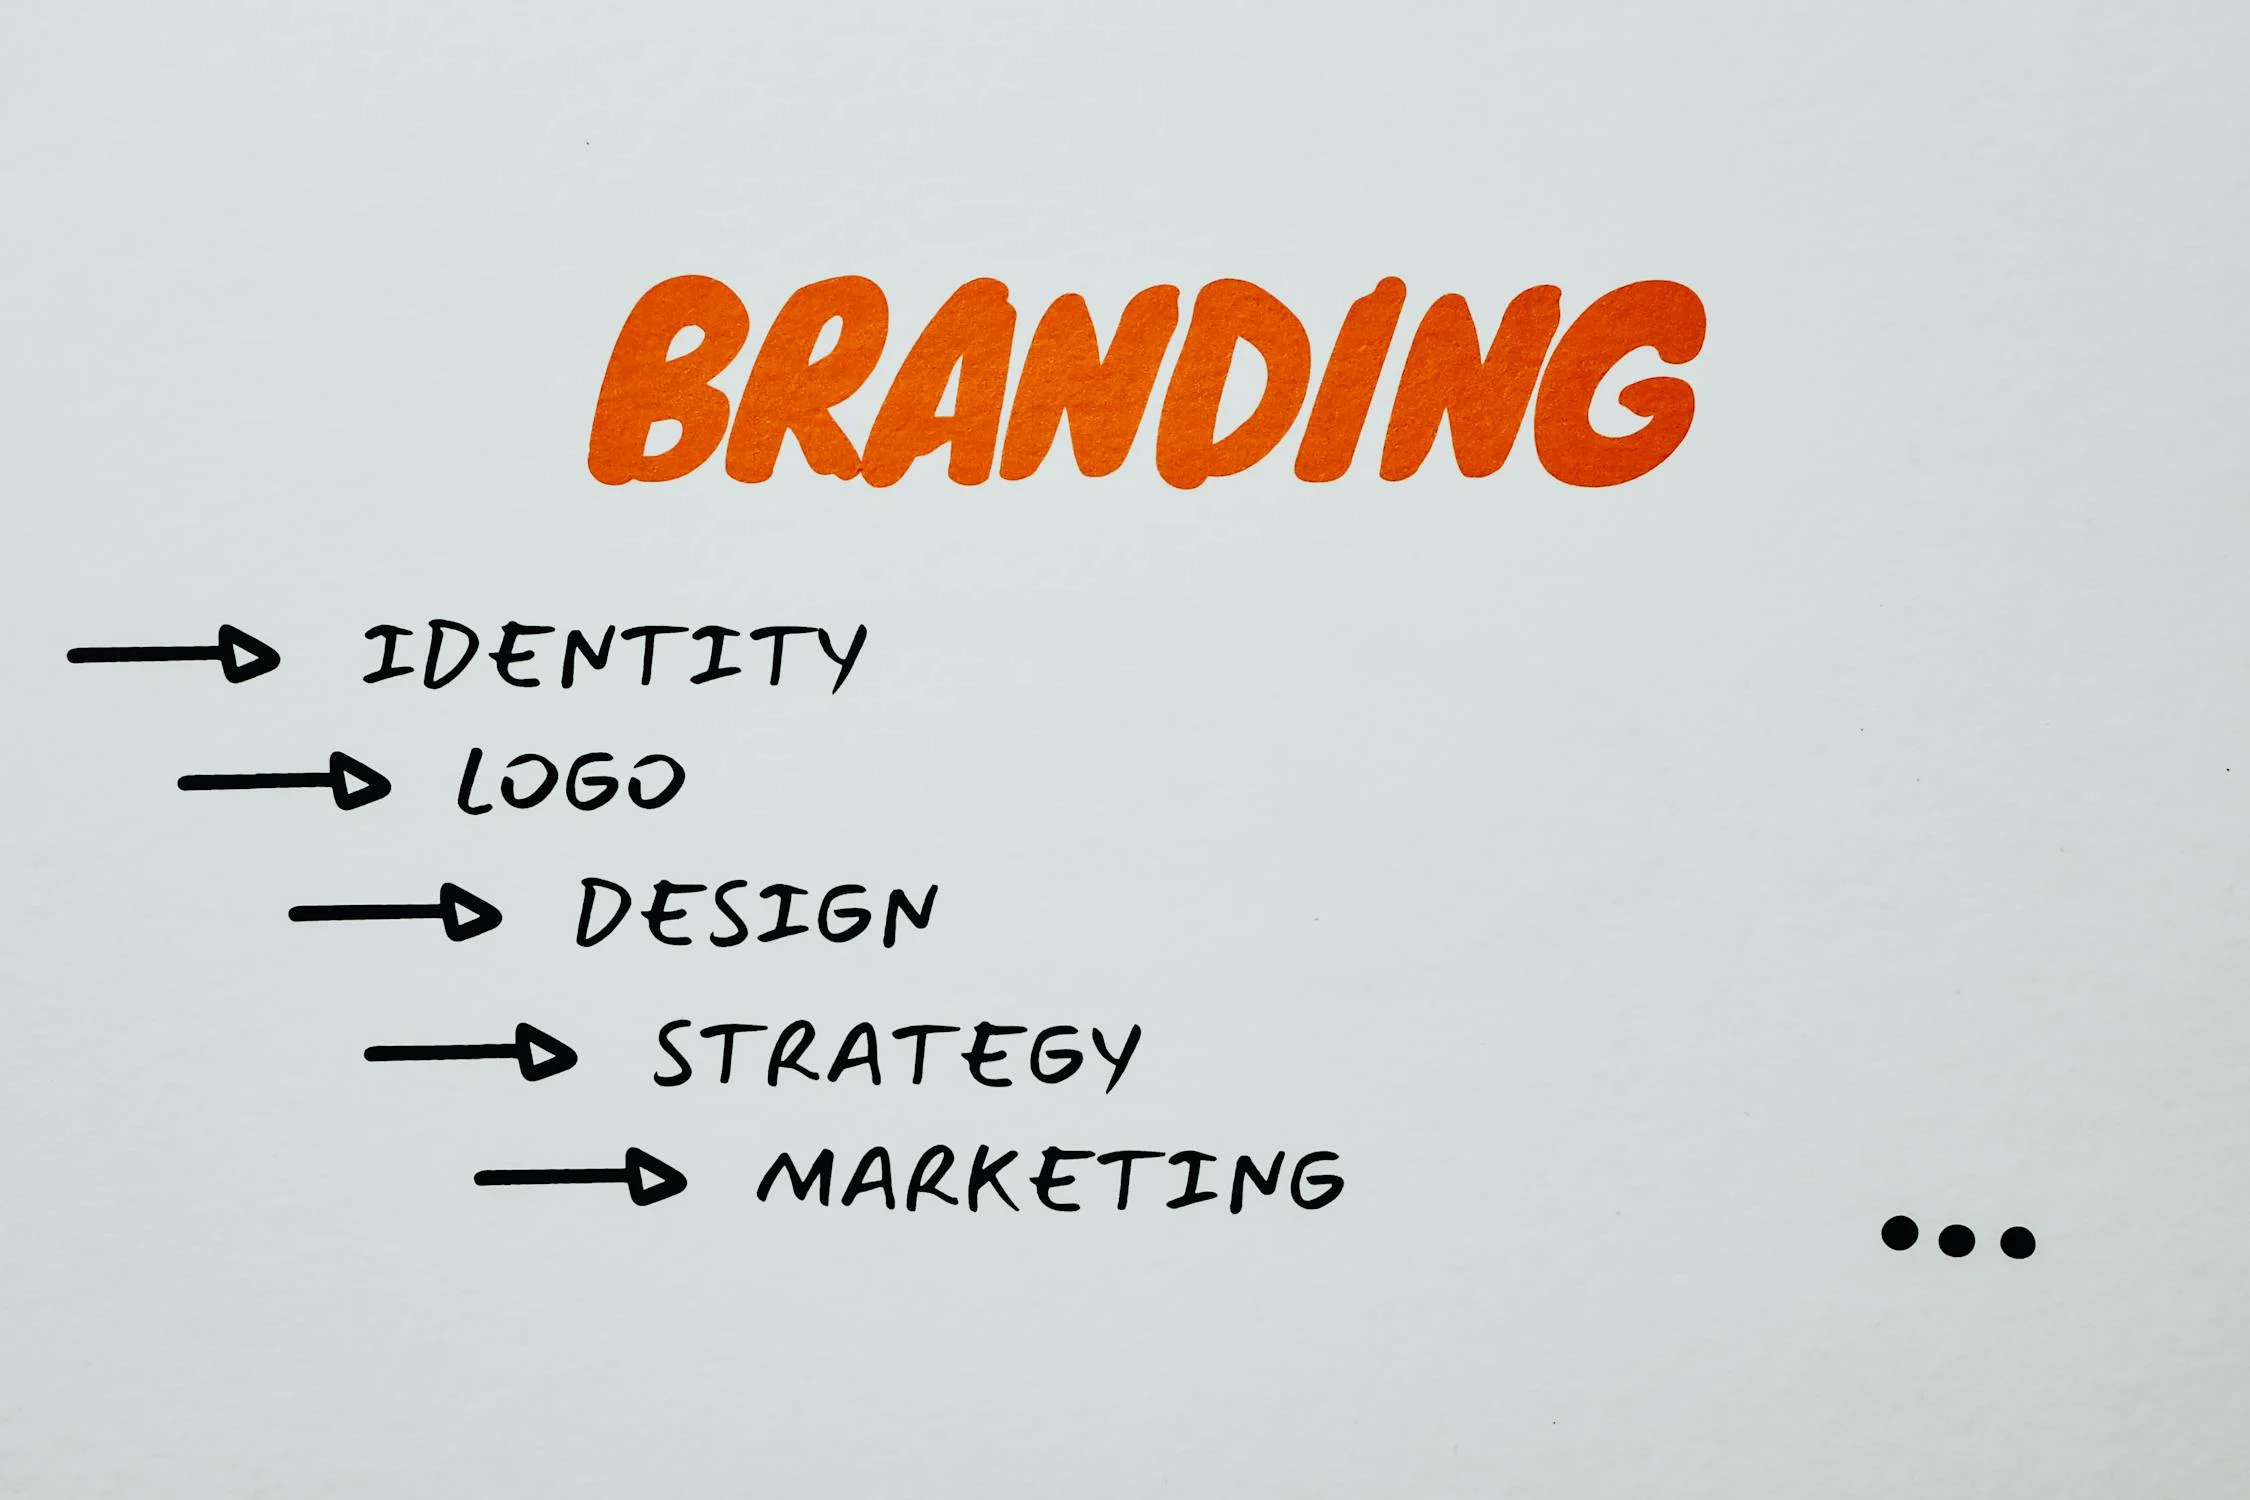 BRANDING
IDENTITY
LOGO
DESIGN
STRATEGY
MARKETING
...